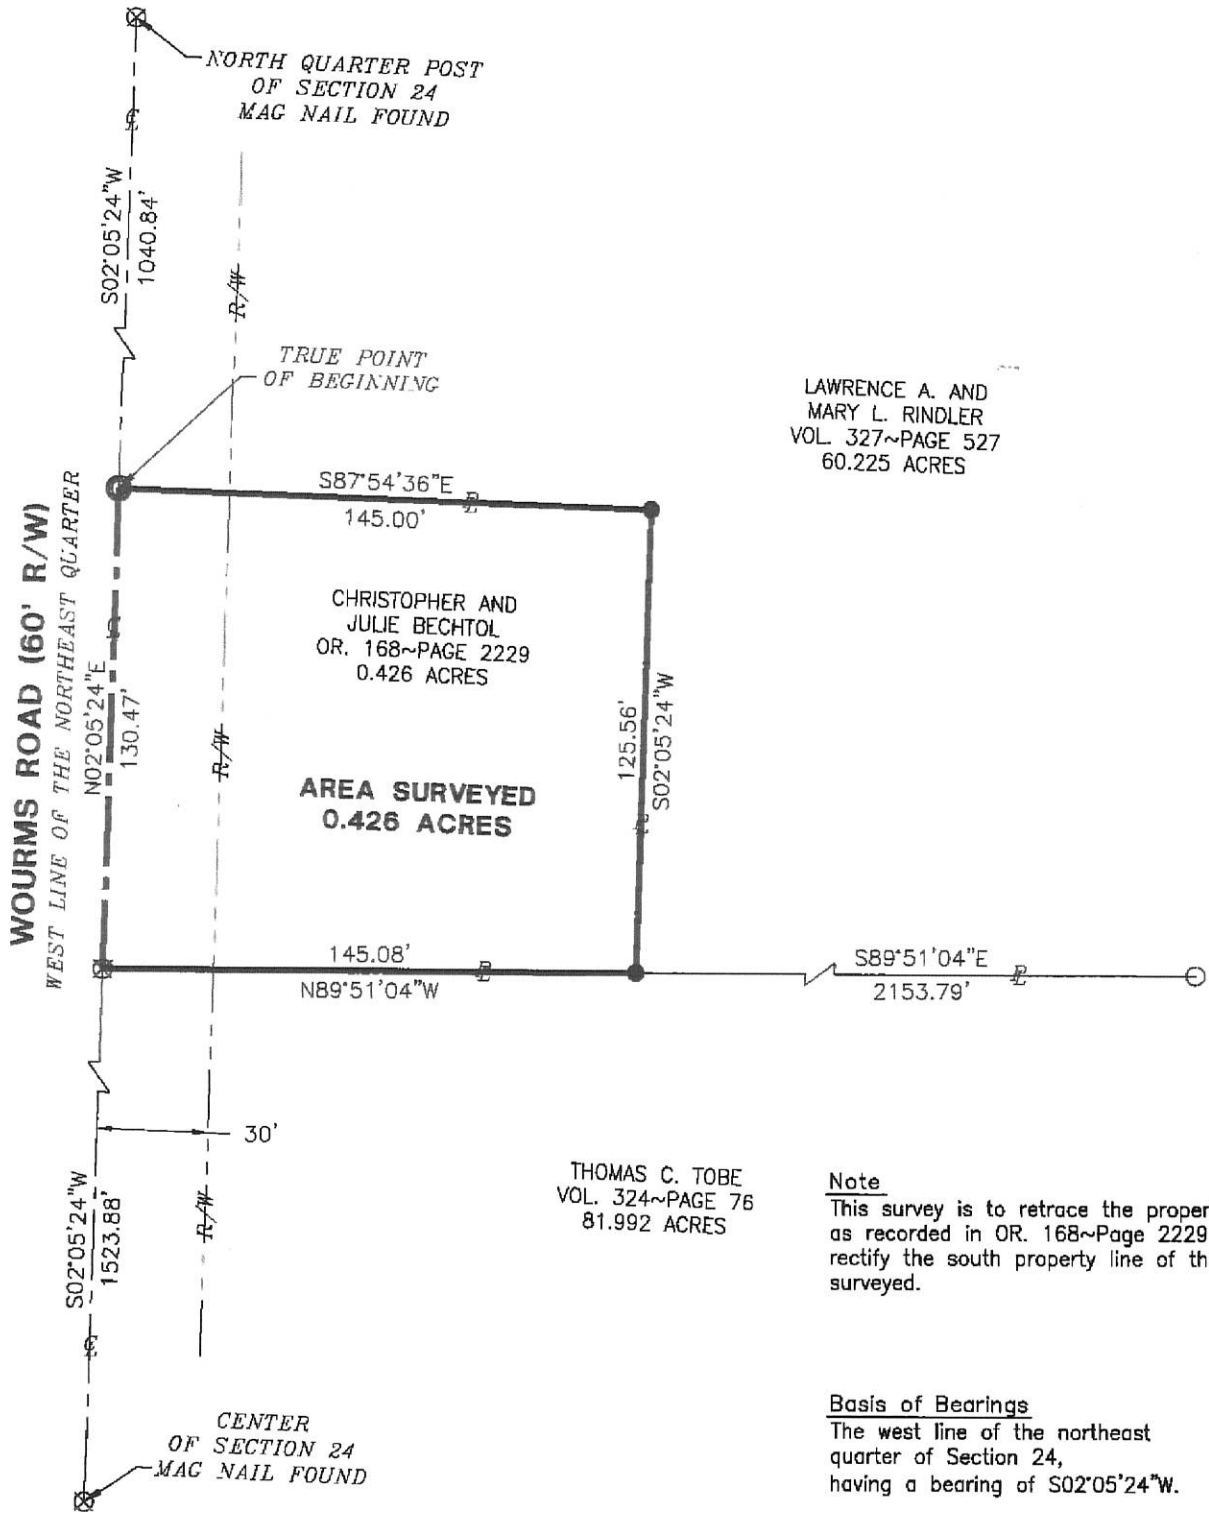 NORTH QUARTER POST
OF SECTION 24
MAG NAIL FOUND
S02°05'24"W
1040.84'
R/W
TRUE POINT
OF BEGINNING
LAWRENCE A. AND
MARY L. RINDLER
VOL. 327~PAGE 527
60.225 ACRES
S87°54'36"E
145.00'
WOURMS ROAD (60' R/W)
WEST LINE OF THE NORTHEAST QUARTER
N02°05'24"E
130.47'
CHRISTOPHER AND
JULIE BECHTOL
OR. 168~PAGE 2229
0.426 ACRES
R/W
125.56'
S02°05'24"W
AREA SURVEYED
0.426 ACRES
145.08'
N89°51'04"W
S89°51'04"E
2153.79'
30'
S02°05'24"W
1523.88'
R/W
THOMAS C. TOBE
VOL. 324~PAGE 76
81.992 ACRES
Note
This survey is to retrace the proper
as recorded in OR. 168~Page 2229
rectify the south property line of th
surveyed.
Basis of Bearings
The west line of the northeast
quarter of Section 24,
having a bearing of S02°05'24"W.
CENTER
OF SECTION 24
MAG NAIL FOUND